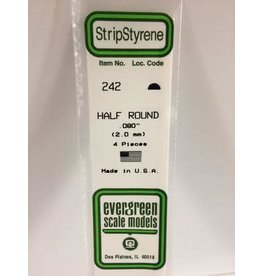 StripStyrene
Item No. Loc. Code
242
HALF ROUND
.080"
(2.0 mm)
4 Pieces
Made In U.S.A.
evergreen
scale models
Des Plaines, IL 60018